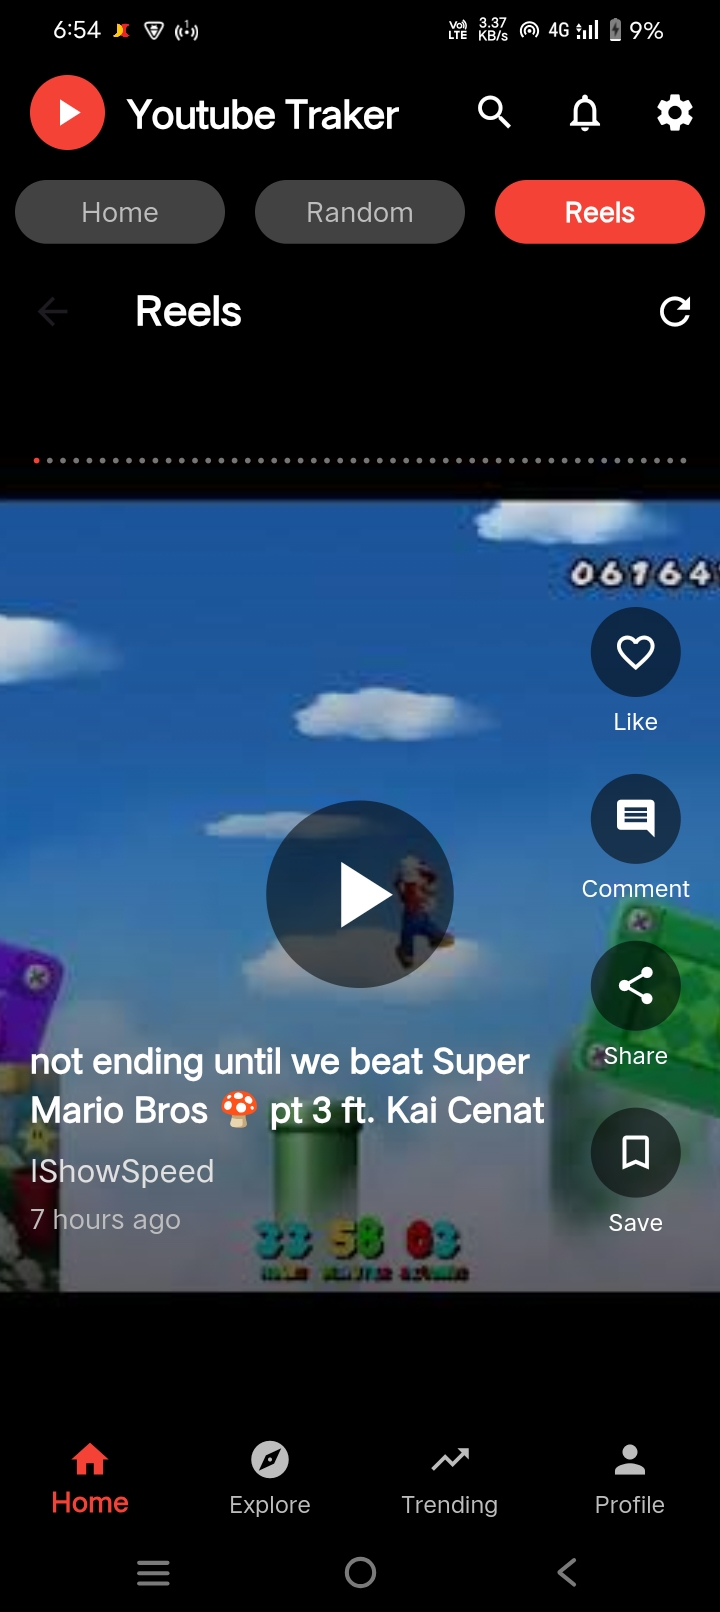 6:54
Vo)) LTE
3.37 KB/s
4G
9%
Youtube Traker
Home
Random
Reels
Reels
06164
Like
Comment
Share
not ending until we beat Super
Mario Bros 🍄 pt 3 ft. Kai Cenat
IShowSpeed
7 hours ago
33 58 03
Save
Home
Explore
Trending
Profile